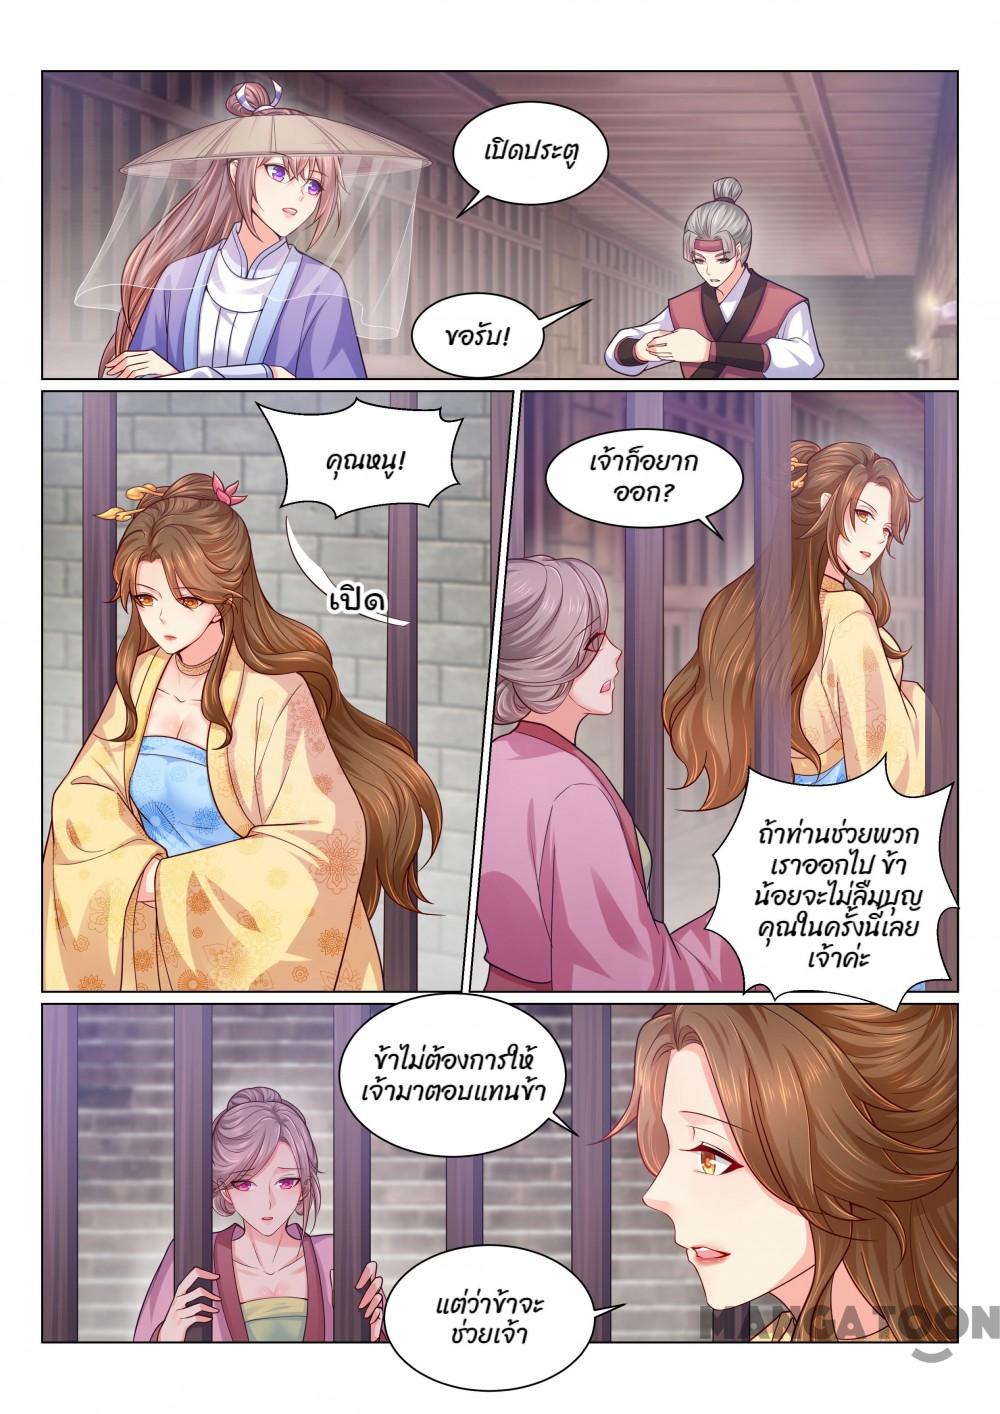 เปิดประตู
ขอรับ!
คุณหนู!
เปิด
เจ้าก็อยาก
ออก?
ถ้าท่านช่วยพวก
เราออกไป ข้า
น้อยจะไม่ลืมบุญ
คุณในครั้งนี้เลย
เจ้าค่ะ
ข้าไม่ต้องการให้
เจ้ามาตอบแทนข้า
แต่ว่าข้าจะ
ช่วยเจ้า
MANGATOON